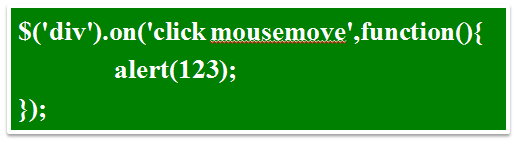 $('div').on('click mousemove',function(){
alert(123);
});